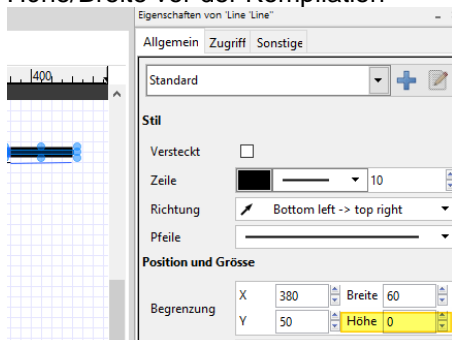 Höhe/Breite vor der Kompilation
Eigenschaften von 'Line "Line"'
Allgemein Zugriff Sonstige
400
Standard
Stil
Versteckt
Zeile 10
Richtung Bottom left -> top right
Pfeile
Position und Grösse
Begrenzung
X 380 Breite 60
Y 50 Höhe 0